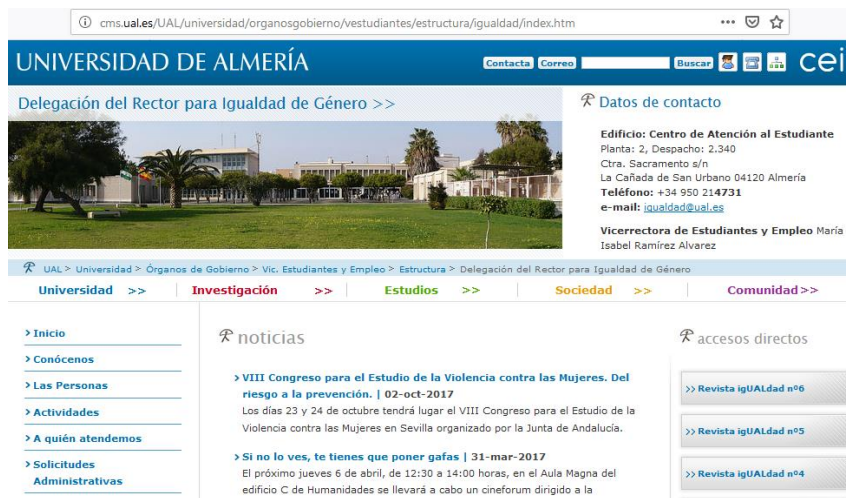 cms.ual.es/UAL/universidad/organosgobierno/vestudiantes/estructura/igualdad/index.htm
UNIVERSIDAD DE ALMERÍA
Contacta Correo Buscar cei
Delegación del Rector para Igualdad de Género >>
Datos de contacto
Edificio: Centro de Atención al Estudiante
Planta: 2, Despacho: 2.340
Ctra. Sacramento s/n
La Cañada de San Urbano 04120 Almería
Teléfono: +34 950 214731
e-mail: igualdad@ual.es
Vicerrectora de Estudiantes y Empleo María
Isabel Ramírez Alvarez
UAL > Universidad > Órganos de Gobierno > Vic. Estudiantes y Empleo > Estructura > Delegación del Rector para Igualdad de Género
Universidad >> Investigación >> Estudios >> Sociedad >> Comunidad >>
> Inicio
> Conócenos
> Las Personas
> Actividades
> A quién atendemos
> Solicitudes
Administrativas
noticias
> VIII Congreso para el Estudio de la Violencia contra las Mujeres. Del
riesgo a la prevención. | 02-oct-2017
Los días 23 y 24 de octubre tendrá lugar el VIII Congreso para el Estudio de la
Violencia contra las Mujeres en Sevilla organizado por la Junta de Andalucía.
> Si no lo ves, te tienes que poner gafas | 31-mar-2017
El próximo jueves 6 de abril, de 12:30 a 14:00 horas, en el Aula Magna del
edificio C de Humanidades se llevará a cabo un cineforum dirigido a la
accesos directos
>> Revista igUALdad nº6
>> Revista igUALdad nº5
>> Revista igUALdad nº4